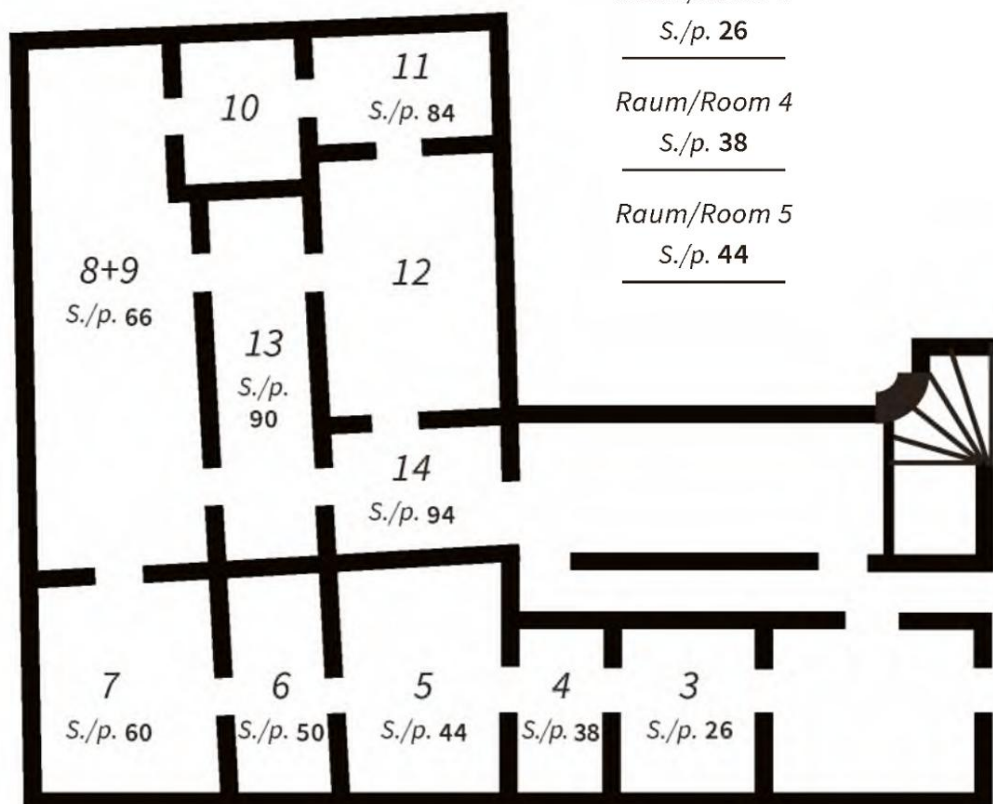 S./p. 26
Raum/Room 4
S./p. 38
Raum/Room 5
S./p. 44
11
S./p. 84
10
8+9
S./p. 66
12
13
S./p.
90
14
S./p. 94
7
S./p. 60
6
S./p. 50
5
S./p. 44
4
S./p. 38
3
S./p. 26